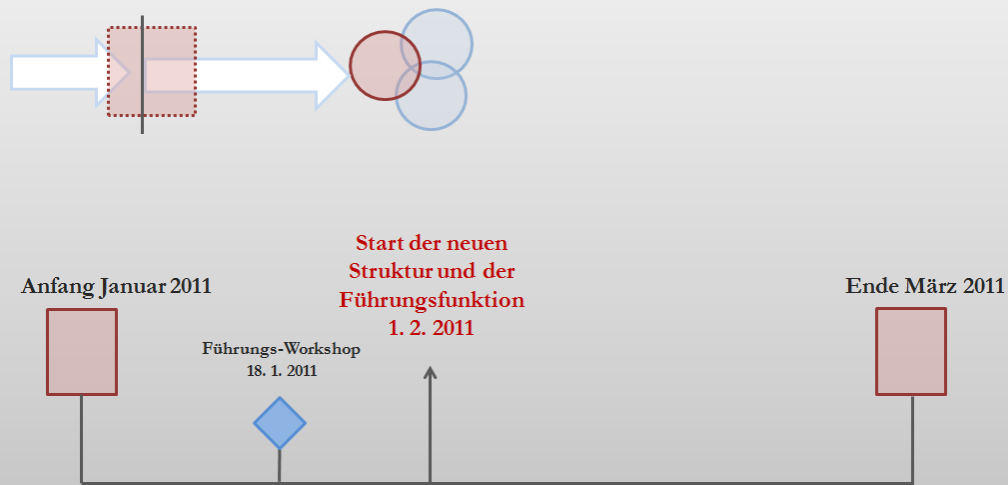 Anfang Januar 2011
Führungs-Workshop
18. 1. 2011
Start der neuen
Struktur und der
Führungsfunktion
1. 2. 2011
Ende März 2011